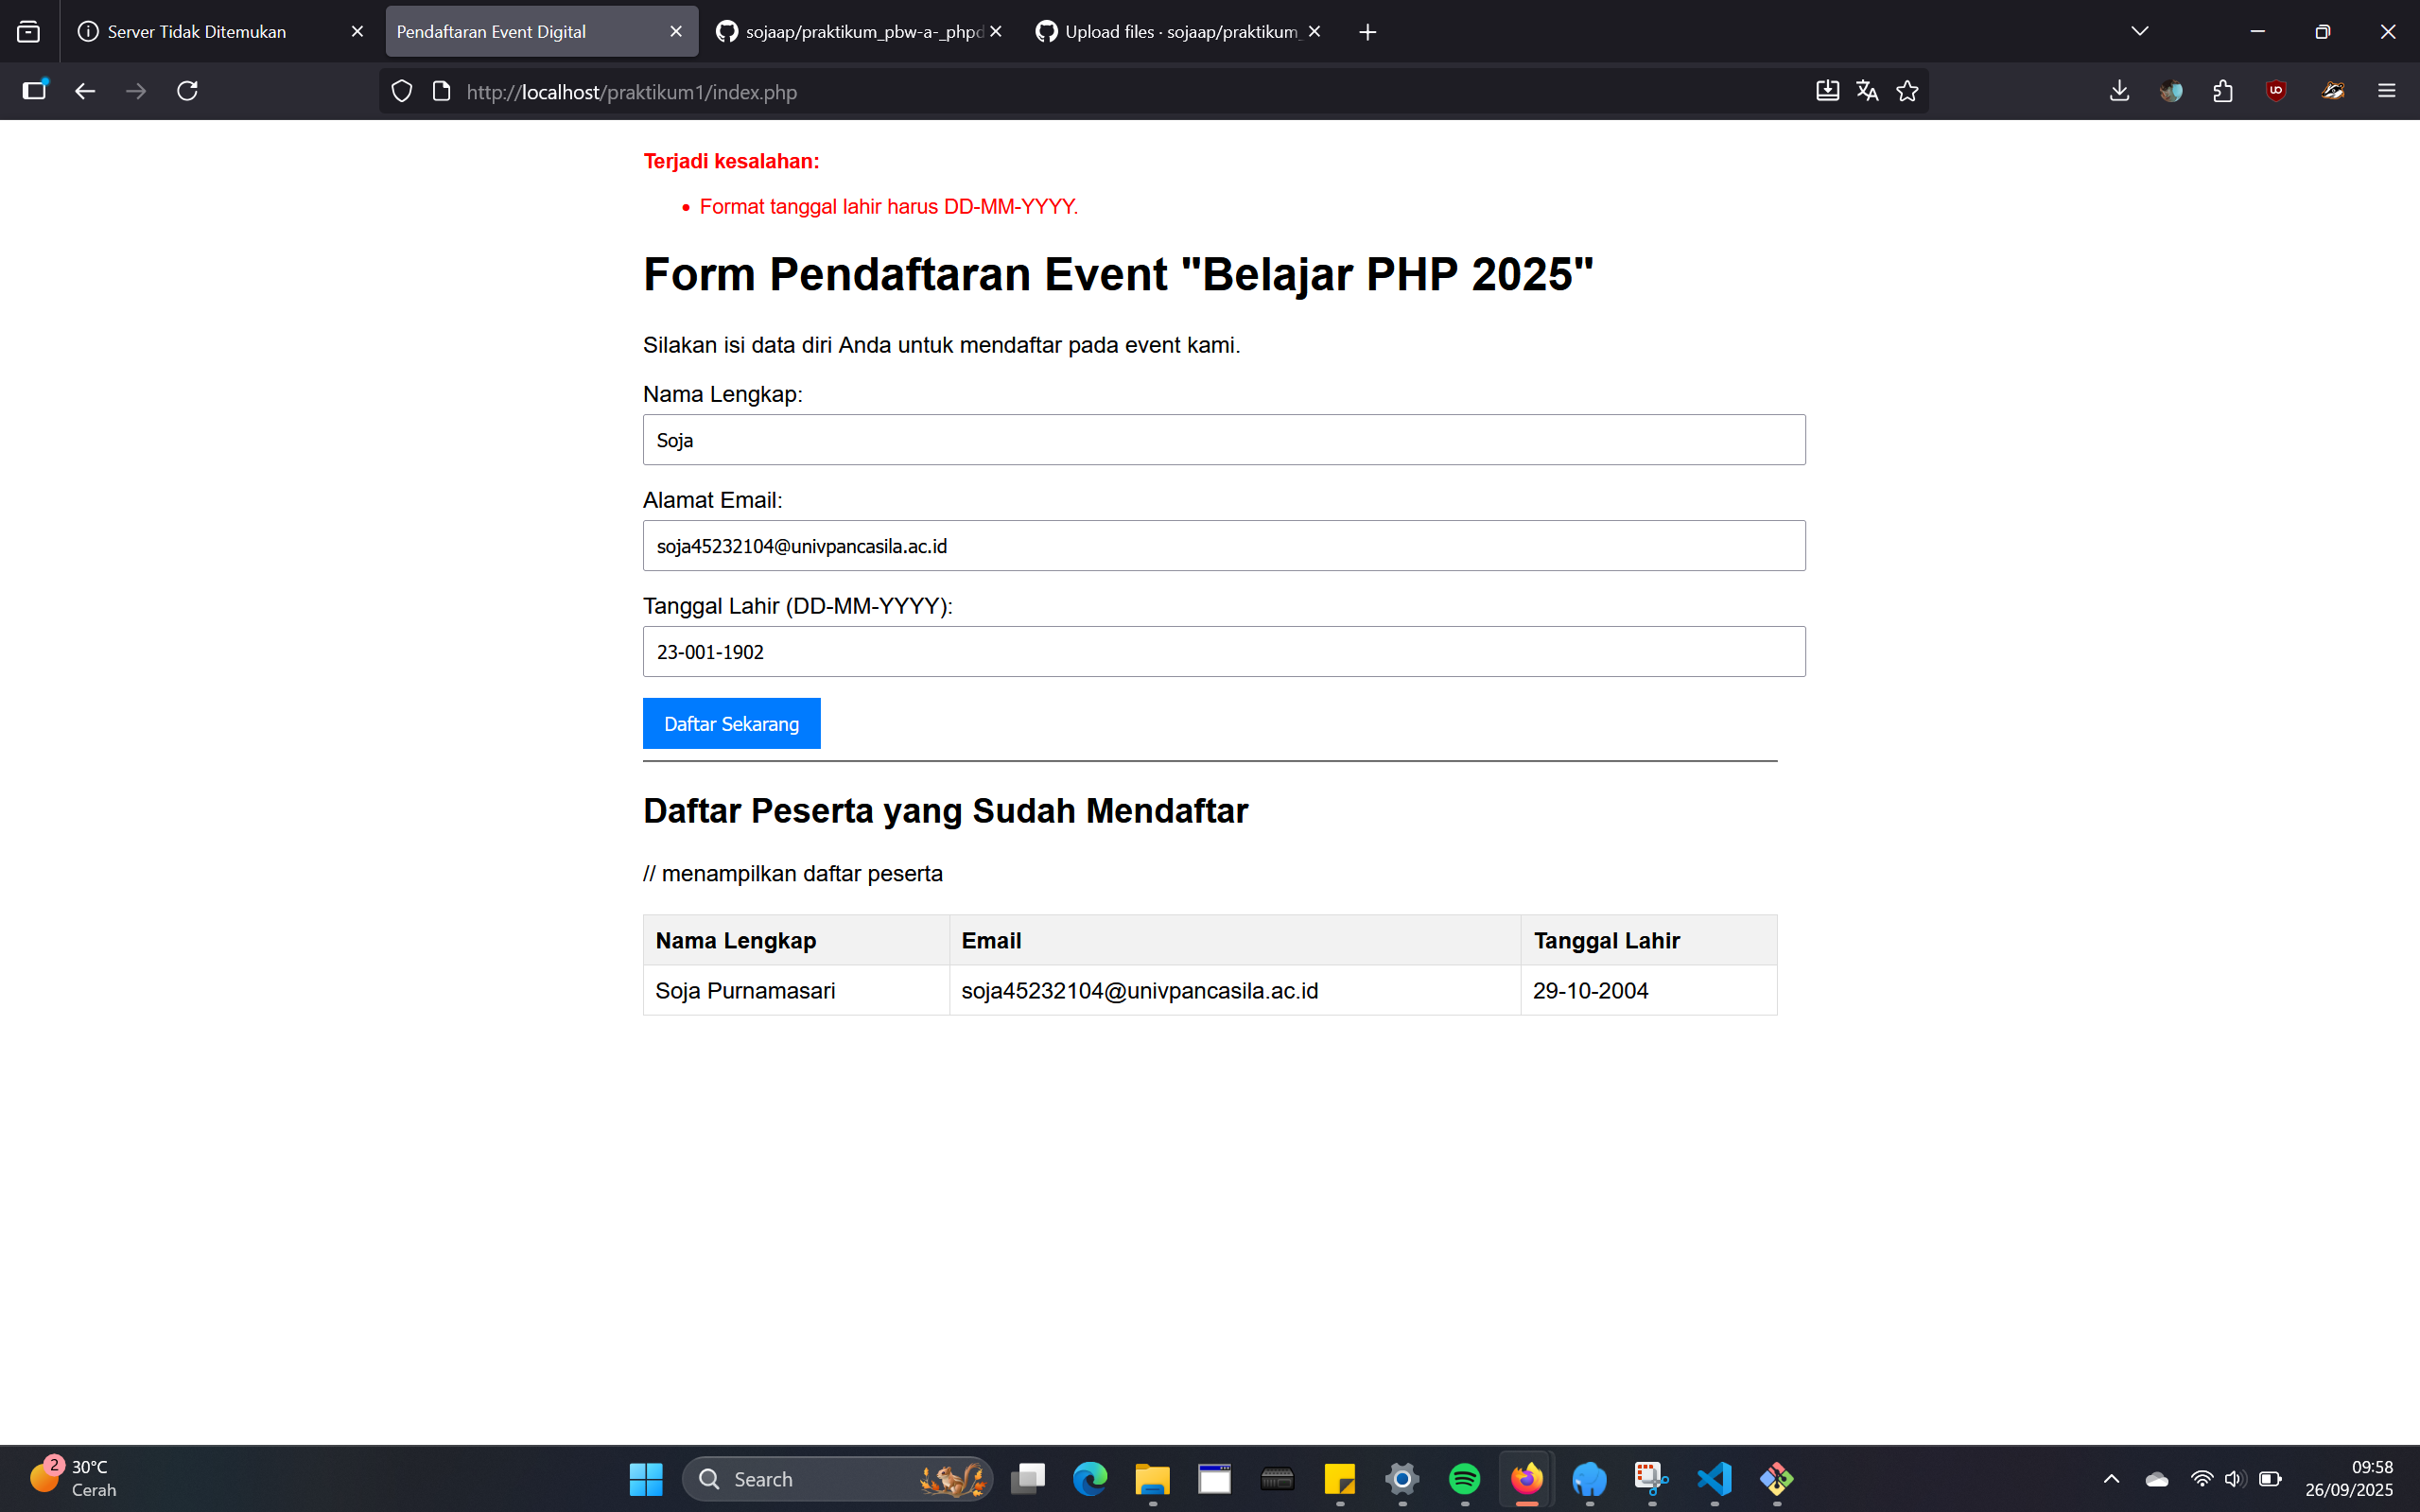 Server Tidak Ditemukan
Pendaftaran Event Digital
sojaap/praktikum_pbw-a-_phpd
Upload files · sojaap/praktikum_
http://localhost/praktikum1/index.php
Terjadi kesalahan:
Format tanggal lahir harus DD-MM-YYYY.
Form Pendaftaran Event "Belajar PHP 2025"
Silakan isi data diri Anda untuk mendaftar pada event kami.
Nama Lengkap:
Soja
Alamat Email:
soja45232104@univpancasila.ac.id
Tanggal Lahir (DD-MM-YYYY):
23-001-1902
Daftar Sekarang
Daftar Peserta yang Sudah Mendaftar
// menampilkan daftar peserta
Nama Lengkap Email Tanggal Lahir
Soja Purnamasari soja45232104@univpancasila.ac.id 29-10-2004
2
30°C
Cerah
Search
09:58
26/09/2025